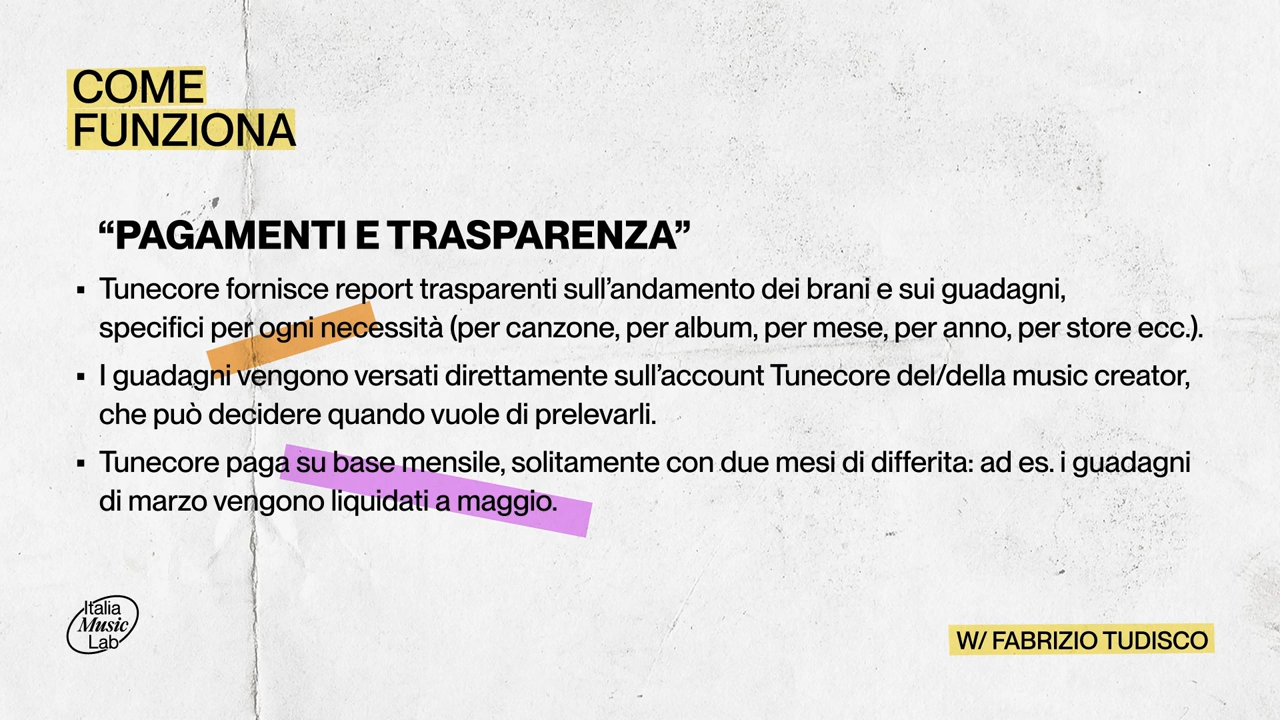 COME
FUNZIONA
“PAGAMENTI E TRASPARENZA”
▪ Tunecore fornisce report trasparenti sull’andamento dei brani e sui guadagni,
specifici per ogni necessità (per canzone, per album, per mese, per anno, per store ecc.).
▪ I guadagni vengono versati direttamente sull’account Tunecore del/della music creator,
che può decidere quando vuole di prelevarli.
▪ Tunecore paga su base mensile, solitamente con due mesi di differita: ad es. i guadagni
di marzo vengono liquidati a maggio.
Italia
Music
Lab
W/ FABRIZIO TUDISCO